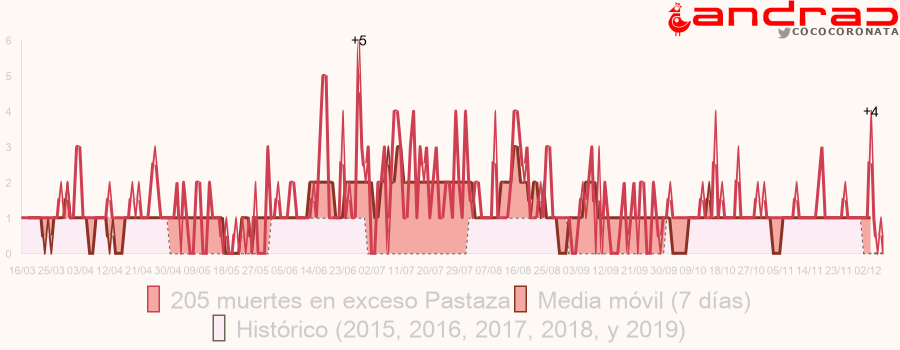 andrab
COCOCORONATA
+5
+4
6
5
4
3
2
1
0
16/03 25/03 03/04 12/04 21/04 30/04 09/05 18/05 27/05 05/06 14/06 23/06 02/07 11/07 20/07 29/07 07/08 16/08 25/08 03/09 12/09 21/09 30/09 09/10 18/10 27/10 05/11 14/11 23/11 02/12
205 muertes en exceso Pastaza Media móvil (7 días)
Histórico (2015, 2016, 2017, 2018, y 2019)